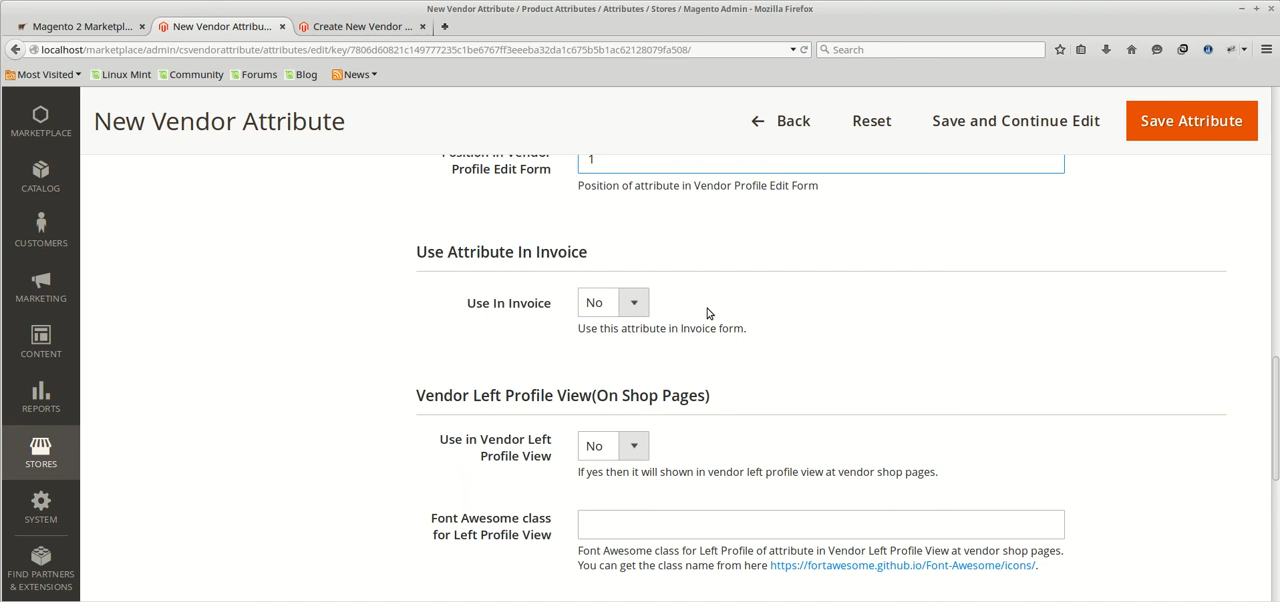 New Vendor Attribute / Product Attributes / Attributes / Stores / Magento Admin - Mozilla Firefox
Magento 2 Marketpl... × New Vendor Attribu... × Create New Vendor ... ×
localhost/marketplace/admin/csvendorattribute/attributes/edit/key/7806d60821c149777235c1be6767ff3eeeba32da1c675b5b1ac62128079fa508/ Search
Most Visited Linux Mint Community Forums Blog News
New Vendor Attribute Back Reset Save and Continue Edit Save Attribute
MARKETPLACE
CATALOG
CUSTOMERS
MARKETING
CONTENT
REPORTS
STORES
SYSTEM
FIND PARTNERS
& EXTENSIONS
Position in Vendor
Profile Edit Form
1
Position of attribute in Vendor Profile Edit Form
Use Attribute In Invoice
Use In Invoice No
Use this attribute in Invoice form.
Vendor Left Profile View(On Shop Pages)
Use in Vendor Left
Profile View
No
If yes then it will shown in vendor left profile view at vendor shop pages.
Font Awesome class
for Left Profile View
Font Awesome class for Left Profile of attribute in Vendor Left Profile View at vendor shop pages.
You can get the class name from here https://fortawesome.github.io/Font-Awesome/icons/.